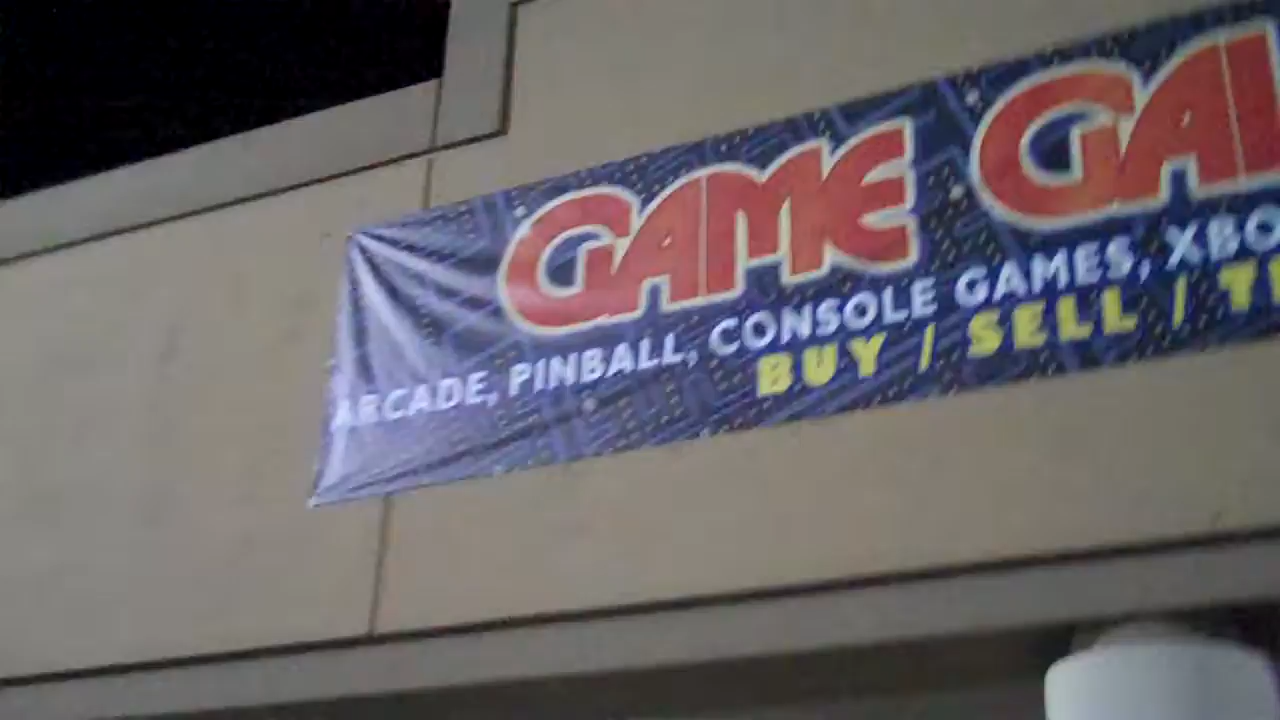 GAME GA
ARCADE, PINBALL, CONSOLE GAMES, XBO
BUY / SELL / T